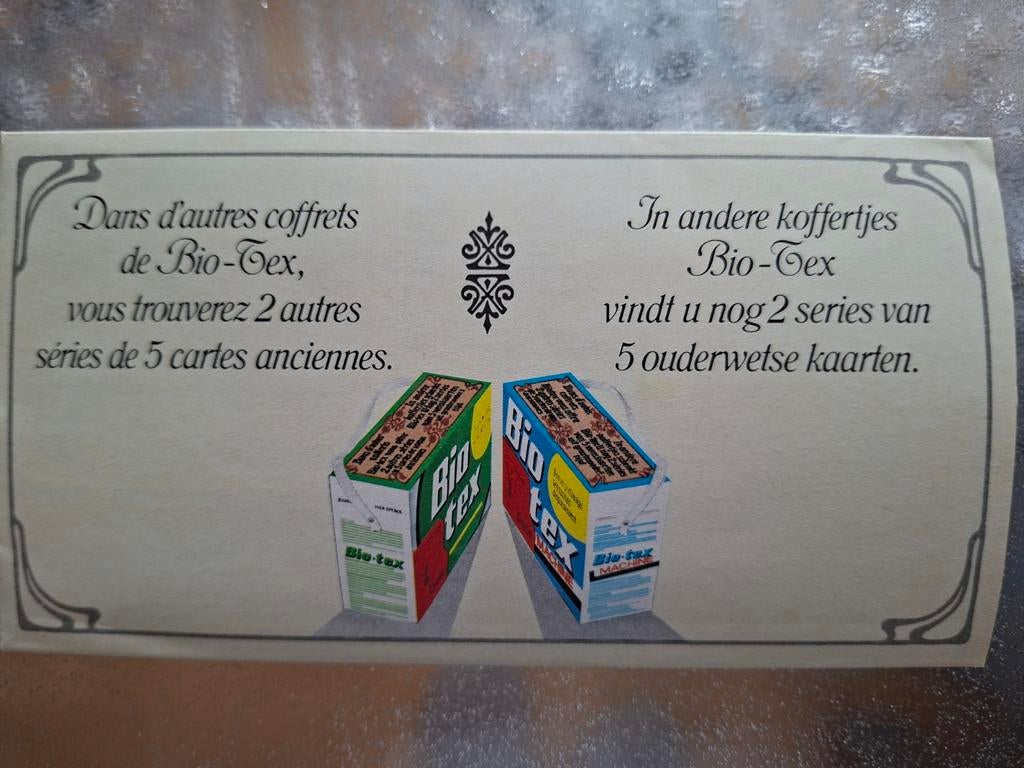 Dans d'autres coffrets
de Bio-Tex,
vous trouverez 2 autres
séries de 5 cartes anciennes.
In andere koffertjes
Bio-Tex
vindt u nog 2 series van
5 ouderwetse kaarten.
Bio
tex
HIER OPENEN
Bio-tex
Bio
tex
MACHINE
Bio-tex
MACHINE